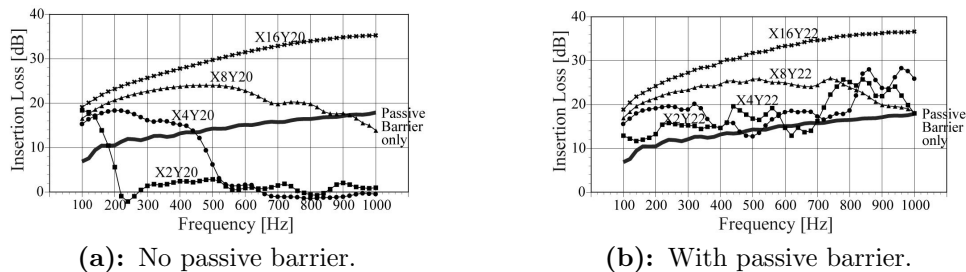 Insertion Loss [dB]
40
30
20
10
0
X16Y20
X8Y20
X4Y20
X2Y20
Passive
Barrier
only
100 200 300 400 500 600 700 800 900 1000
Frequency [Hz]
(a): No passive barrier.
Insertion Loss [dB]
40
30
20
10
0
X16Y22
X8Y22
X4Y22
X2Y22
Passive
Barrier
only
100 200 300 400 500 600 700 800 900 1000
Frequency [Hz]
(b): With passive barrier.